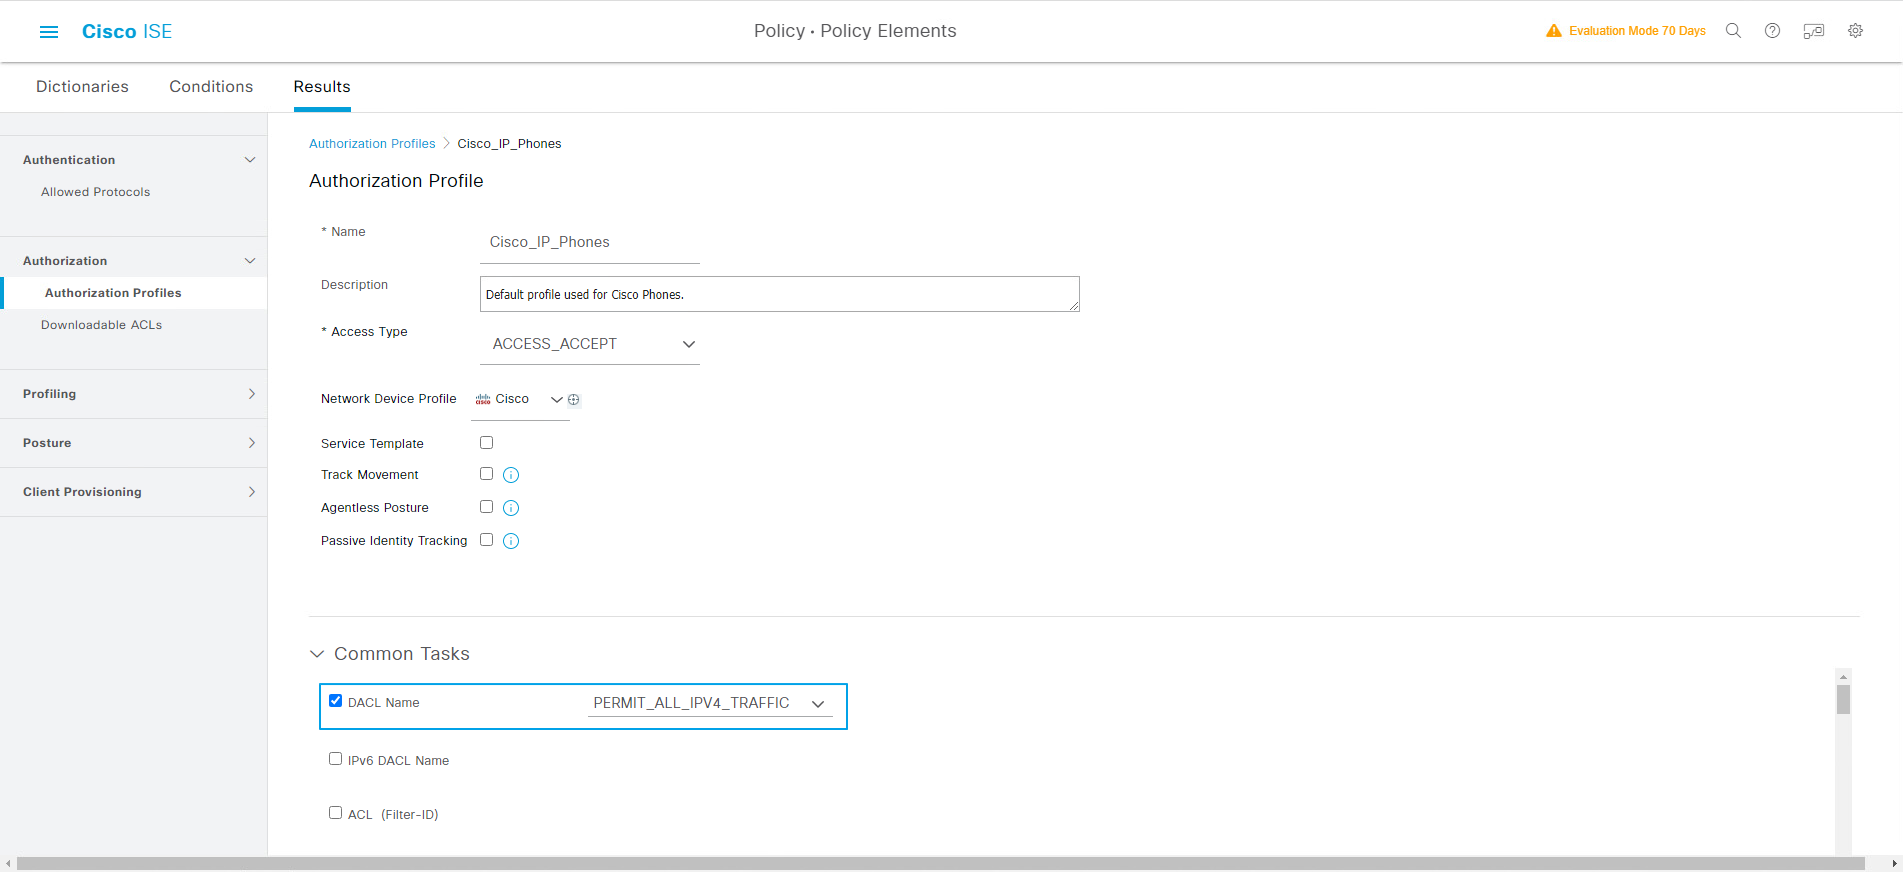 Cisco ISE
Policy · Policy Elements
Evaluation Mode 70 Days
Dictionaries
Conditions
Results
Authentication
Allowed Protocols
Authorization
Authorization Profiles
Downloadable ACLs
Profiling
Posture
Client Provisioning
Authorization Profiles > Cisco_IP_Phones
Authorization Profile
* Name
Cisco_IP_Phones
Description
Default profile used for Cisco Phones.
* Access Type
ACCESS_ACCEPT
Network Device Profile
Cisco
Service Template
Track Movement
Agentless Posture
Passive Identity Tracking
Common Tasks
DACL Name
PERMIT_ALL_IPV4_TRAFFIC
IPv6 DACL Name
ACL (Filter-ID)